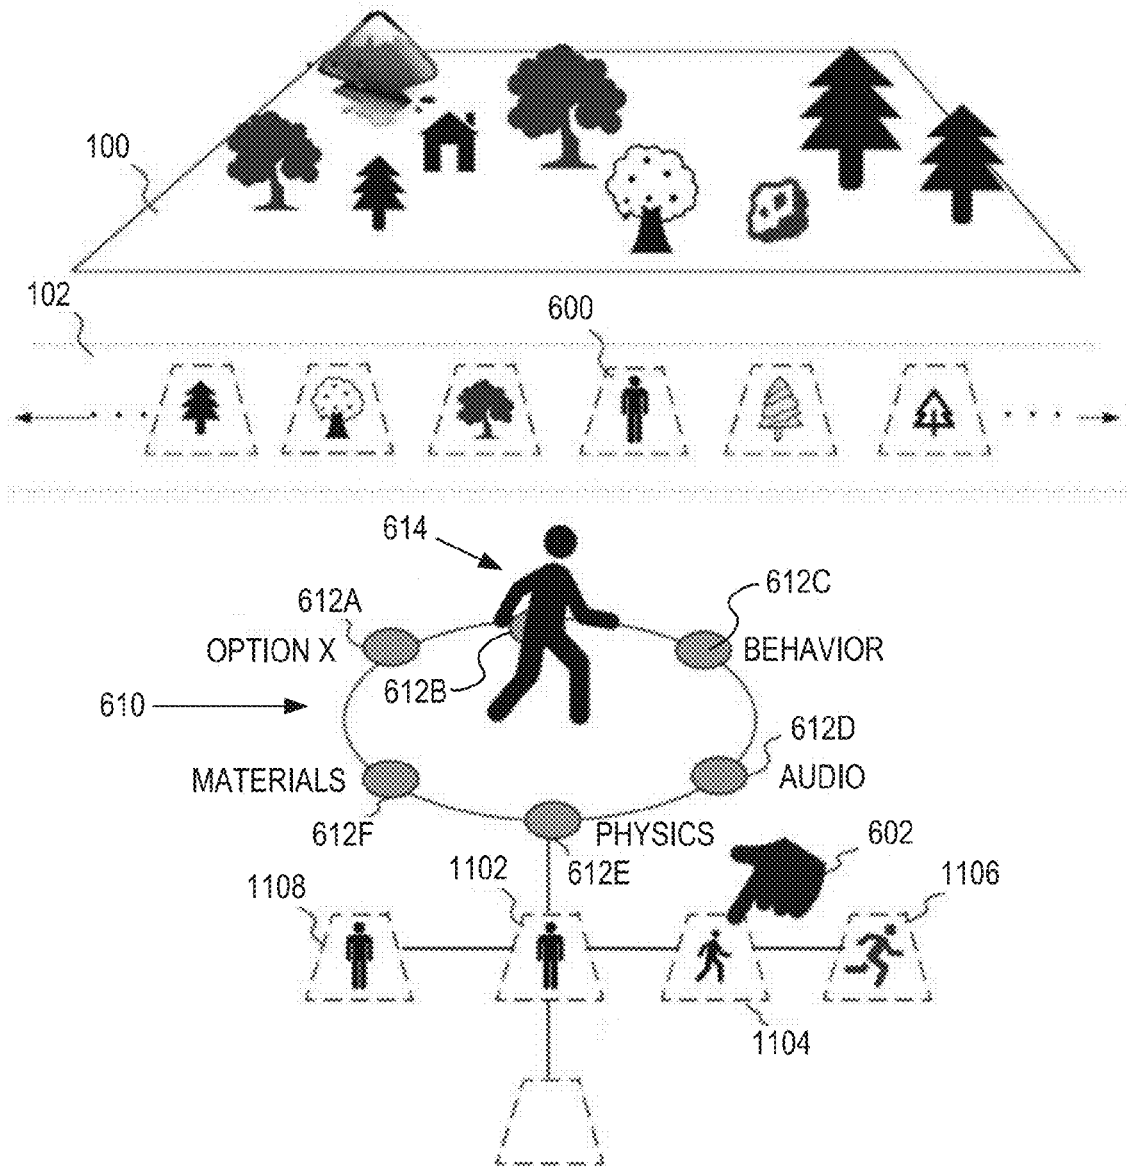 100
102
600
614
612A
612C
OPTION X
BEHAVIOR
612B
610
612D
MATERIALS
AUDIO
612F
PHYSICS
602
612E
1108
1102
1106
1104